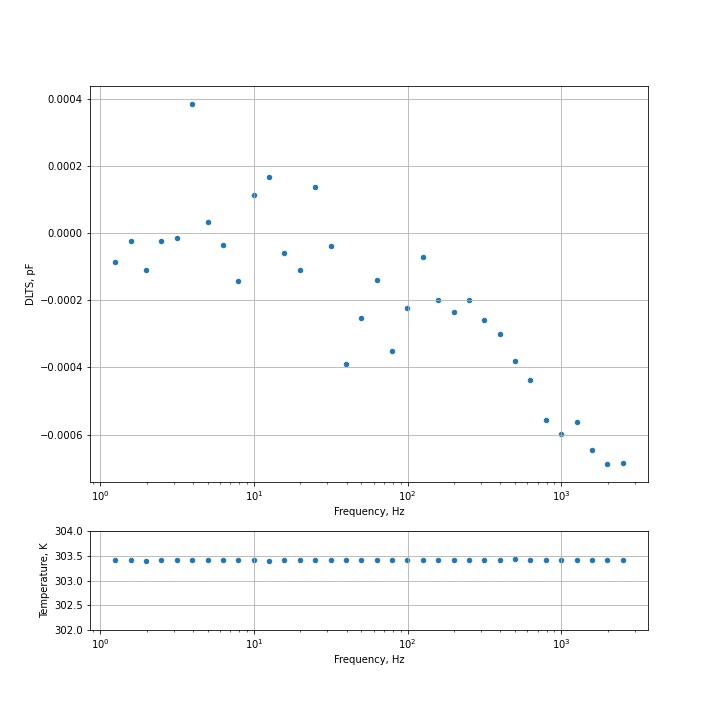 0.0004
0.0002
0.0000
−0.0002
−0.0004
−0.0006
DLTS, pF
10⁰ 10¹ 10² 10³
Frequency, Hz
304.0
303.5
303.0
302.5
302.0
Temperature, K
10⁰ 10¹ 10² 10³
Frequency, Hz